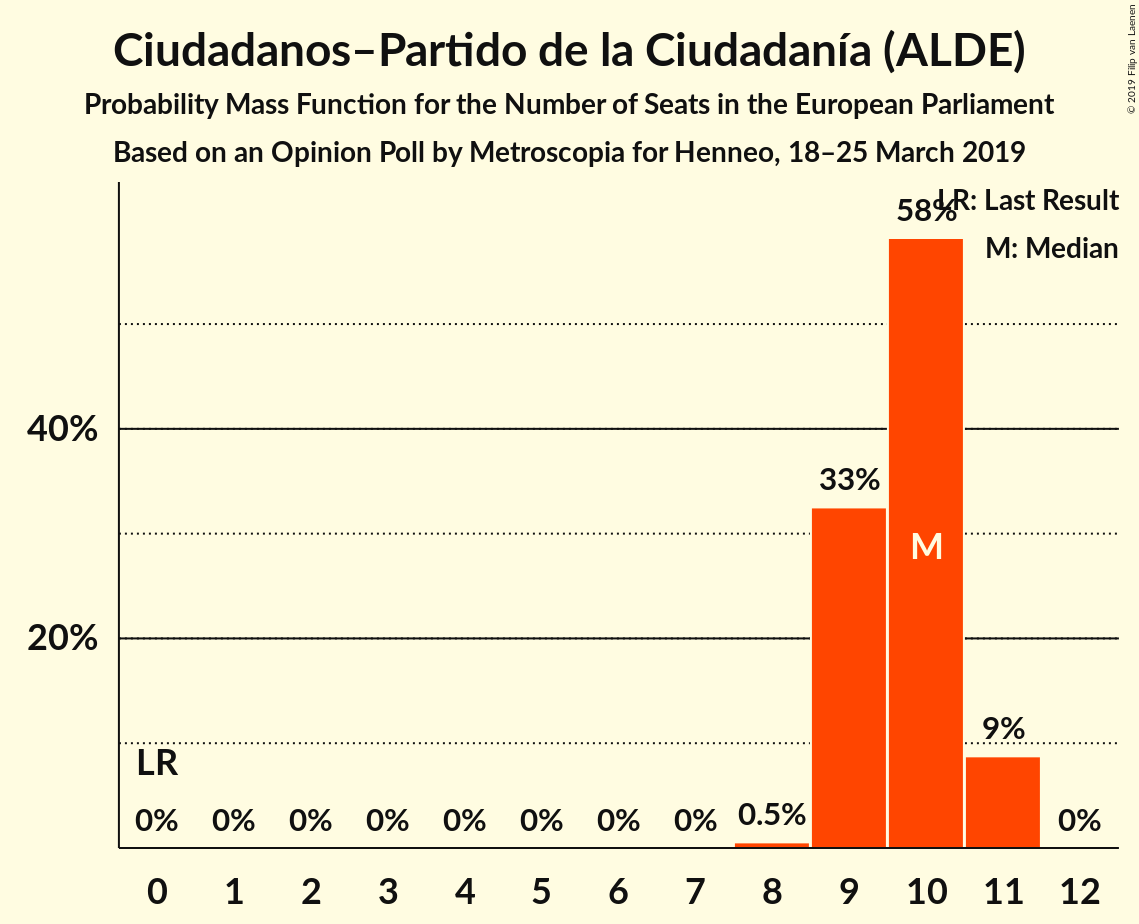 Ciudadanos–Partido de la Ciudadanía (ALDE)
Probability Mass Function for the Number of Seats in the European Parliament
Based on an Opinion Poll by Metroscopia for Henneo, 18–25 March 2019
© 2019 Filip van Laenen
LR: Last Result
M: Median
58%
40%
33%
M
20%
9%
LR
0% 0% 0% 0% 0% 0% 0% 0% 0.5% 0%
0 1 2 3 4 5 6 7 8 9 10 11 12